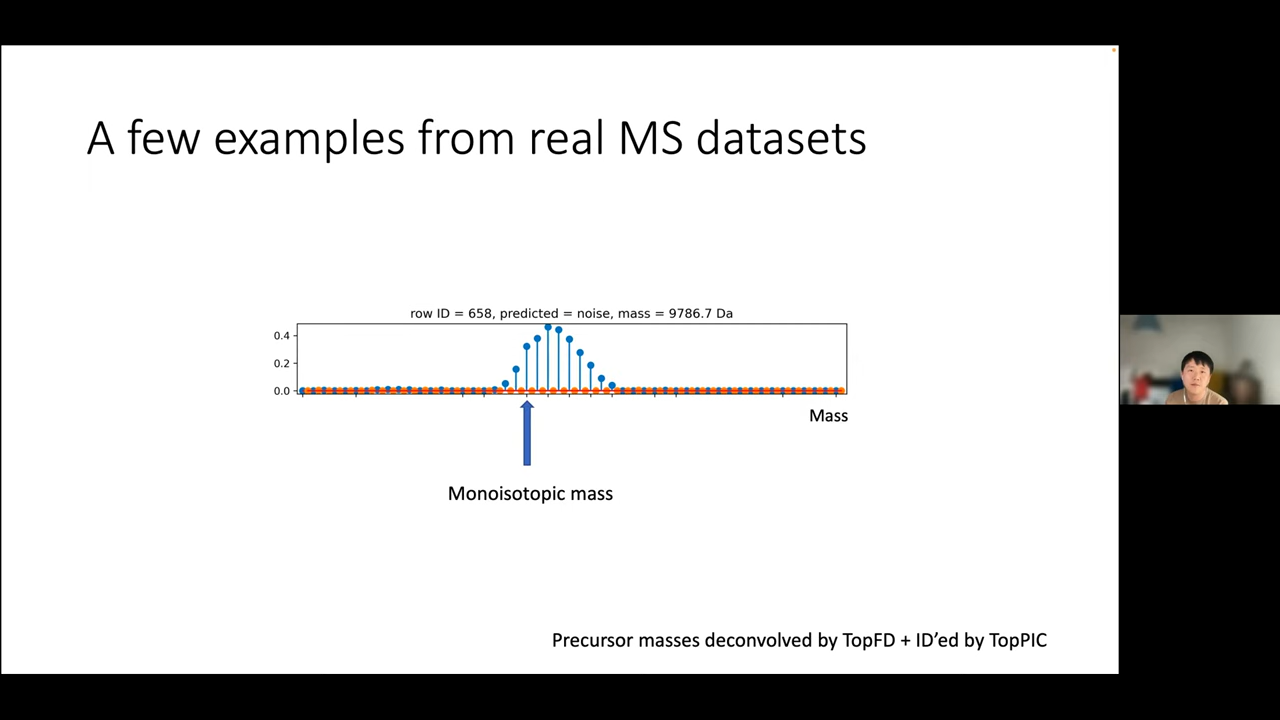 A few examples from real MS datasets
row ID = 658, predicted = noise, mass = 9786.7 Da
0.4
0.2
0.0
Mass
Monoisotopic mass
Precursor masses deconvolved by TopFD + ID’ed by TopPIC